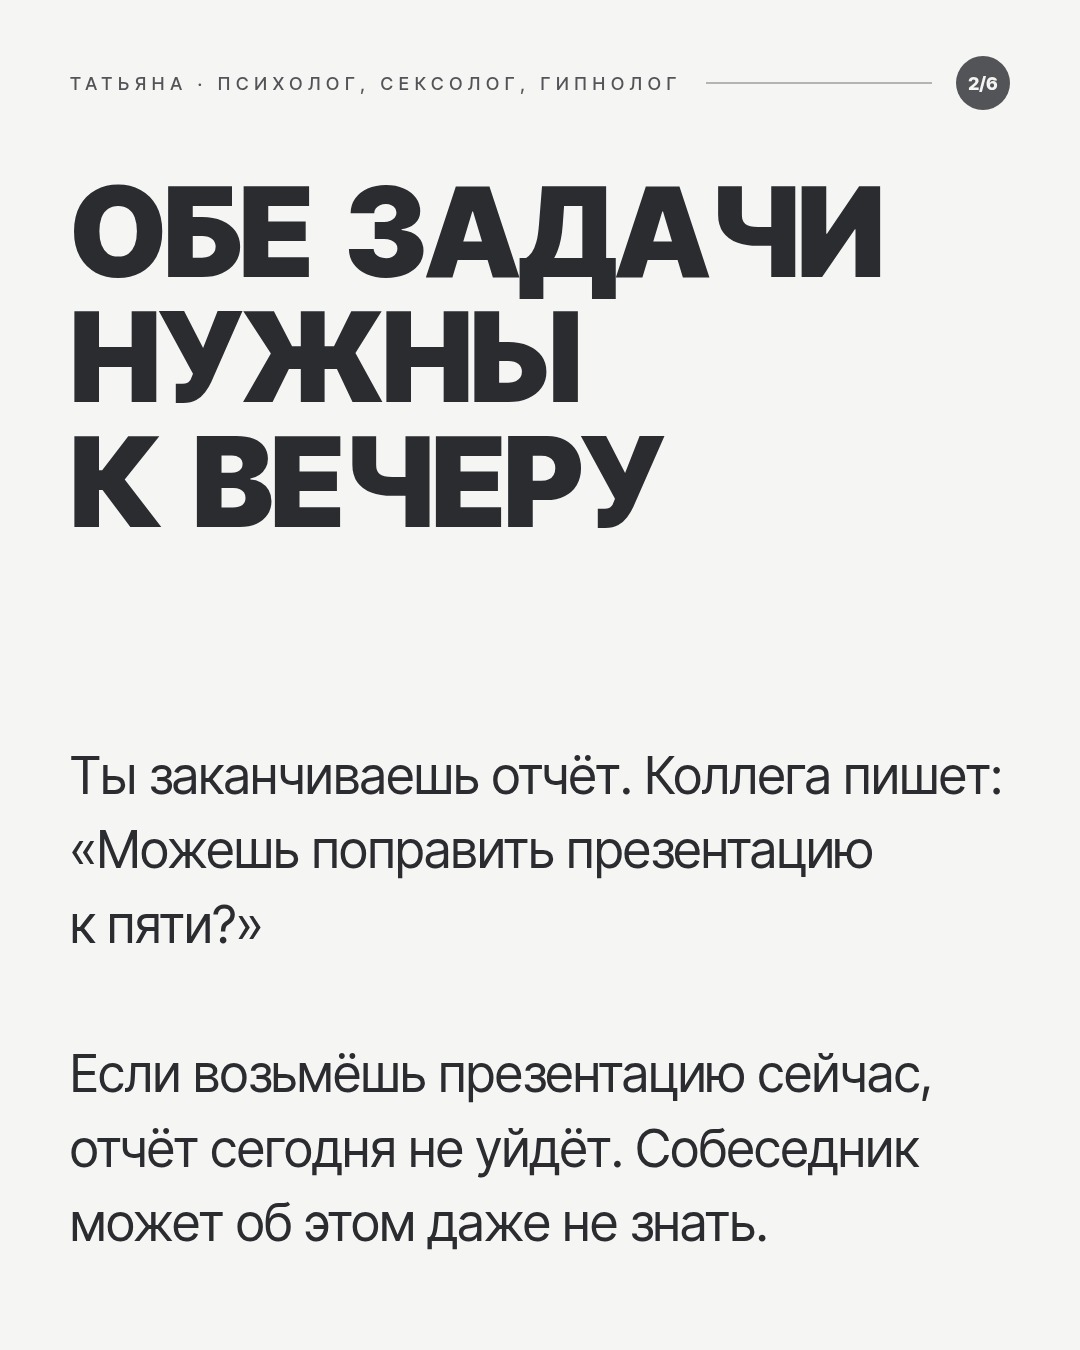 ТАТЬЯНА · ПСИХОЛОГ, СЕКСОЛОГ, ГИПНОЛОГ 2/6
ОБЕ ЗАДАЧИ
НУЖНЫ
К ВЕЧЕРУ
Ты заканчиваешь отчёт. Коллега пишет:
«Можешь поправить презентацию
к пяти?»
Если возьмёшь презентацию сейчас,
отчёт сегодня не уйдёт. Собеседник
может об этом даже не знать.